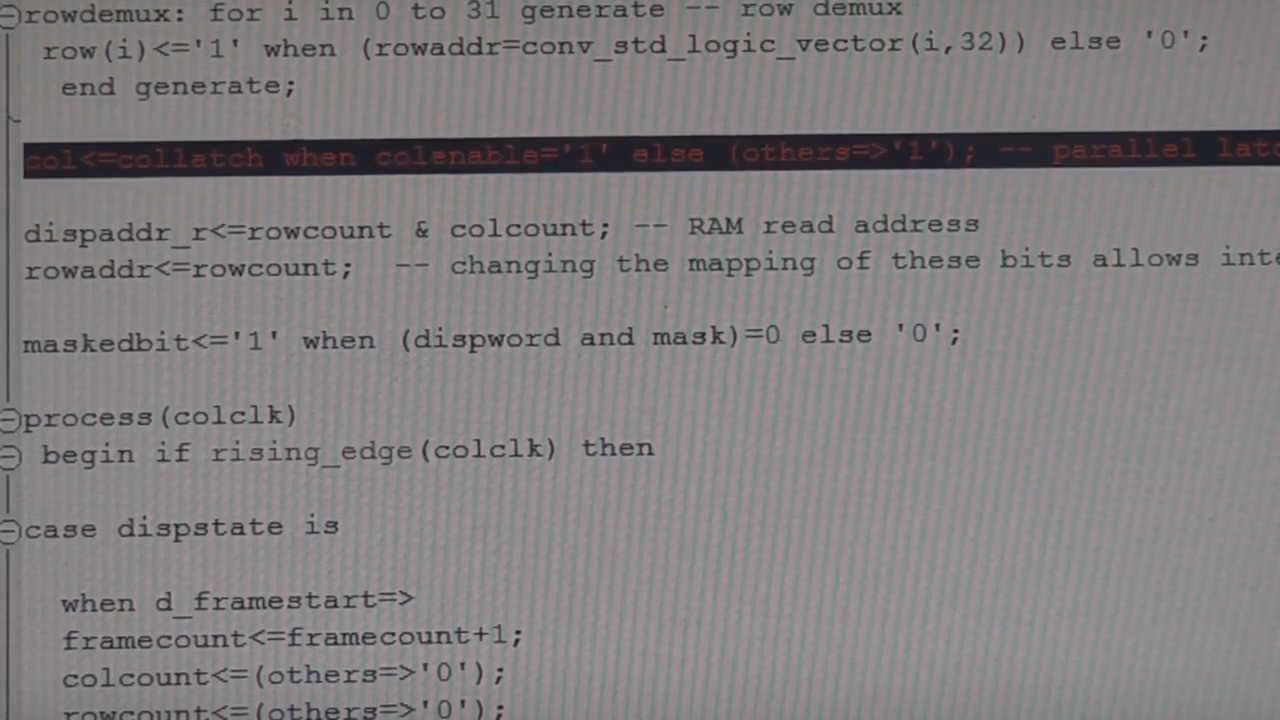 rowdemux: for i in 0 to 31 generate -- row demux
row(i)<='1' when (rowaddr=conv_std_logic_vector(i,32)) else '0';
end generate;
col<=collatch when colenable='1' else (others=>'1'); -- parallel
dispaddr_r<=rowcount & colcount; -- RAM read address
rowaddr<=rowcount; -- changing the mapping of these bits allows
maskedbit<='1' when (dispword and mask)=0 else '0';
process(colclk)
begin if rising_edge(colclk) then
case dispstate is
when d_framestart=>
framecount<=framecount+1;
colcount<=(others=>'0');
rowcount<=(others=>'0');